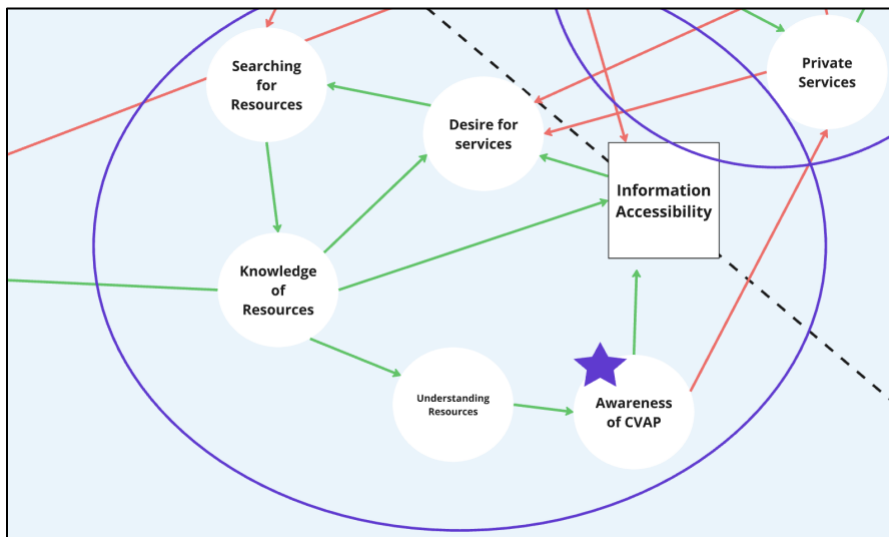 Searching
for
Resources
Desire for
services
Private
Services
Information
Accessibility
Knowledge
of
Resources
Understanding
Resources
Awareness
of CVAP